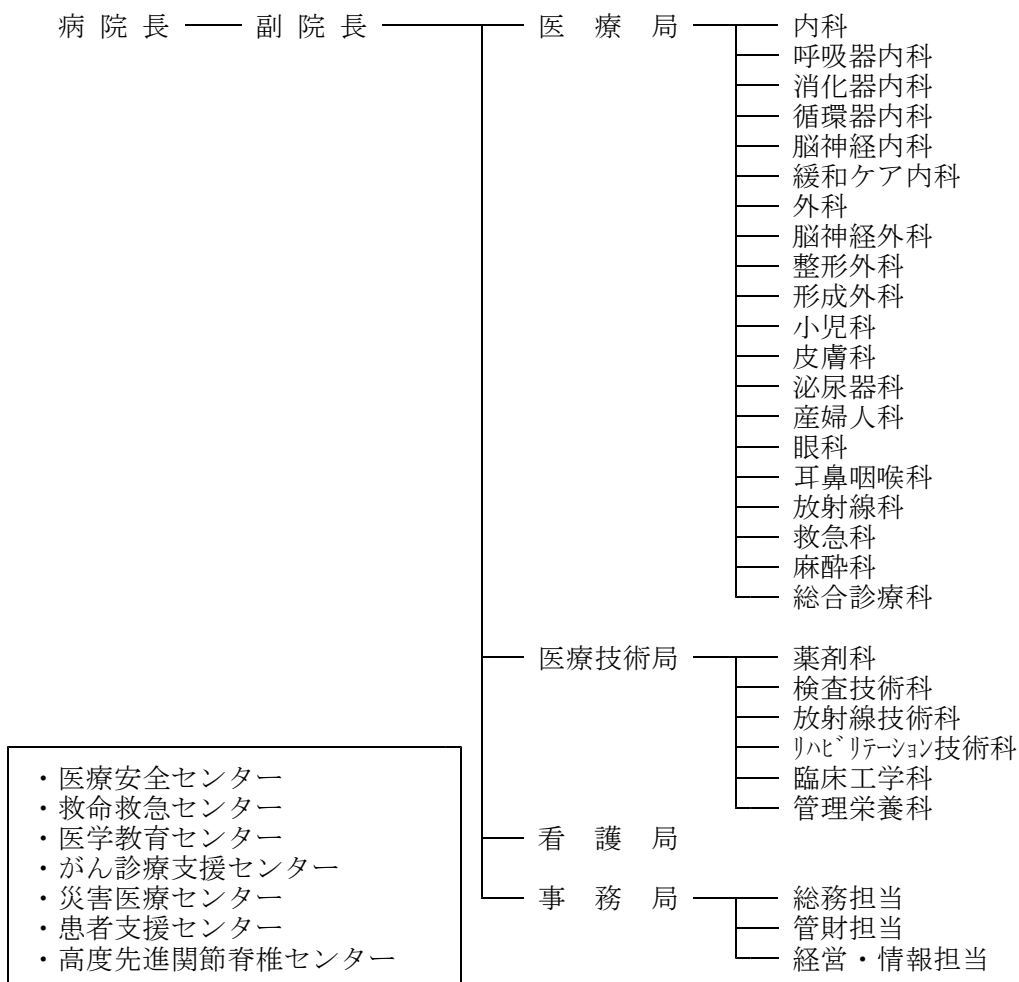 病院長 副院長 医療局 内科
呼吸器内科
消化器内科
循環器内科
脳神経内科
緩和ケア内科
外科
脳神経外科
整形外科
形成外科
小児科
皮膚科
泌尿器科
産婦人科
眼科
耳鼻咽喉科
放射線科
救急科
麻酔科
総合診療科
医療技術局 薬剤科
検査技術科
放射線技術科
ﾘﾊﾋﾞﾘﾃｰｼｮﾝ技術科
臨床工学科
管理栄養科
看護局
事務局 総務担当
管財担当
経営・情報担当
・医療安全センター
・救命救急センター
・医学教育センター
・がん診療支援センター
・災害医療センター
・患者支援センター
・高度先進関節脊椎センター